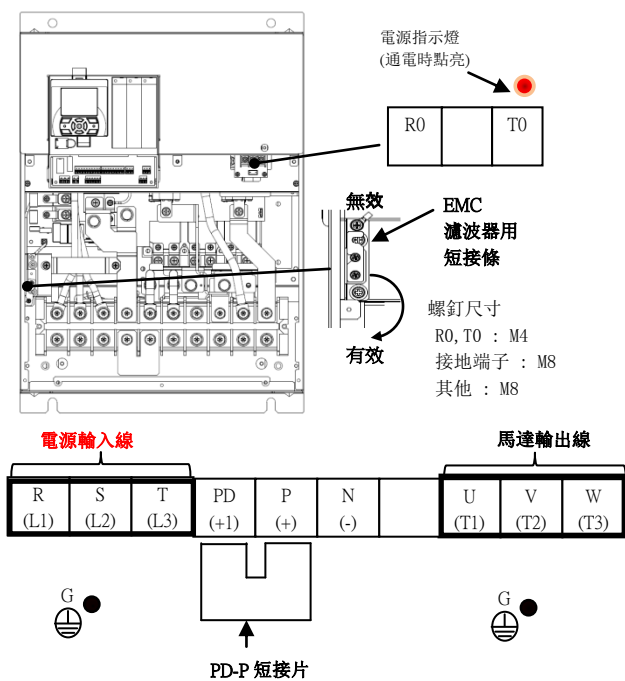 電源指示燈
(通電時點亮)
R0 T0
無效
EMC
濾波器用
短接條
有效
螺釘尺寸
R0,T0 : M4
接地端子 : M8
其他 : M8
電源輸入線
馬達輸出線
R S T PD P N U V W
(L1) (L2) (L3) (+1) (+) (-) (T1) (T2) (T3)
G G
PD-P 短接片